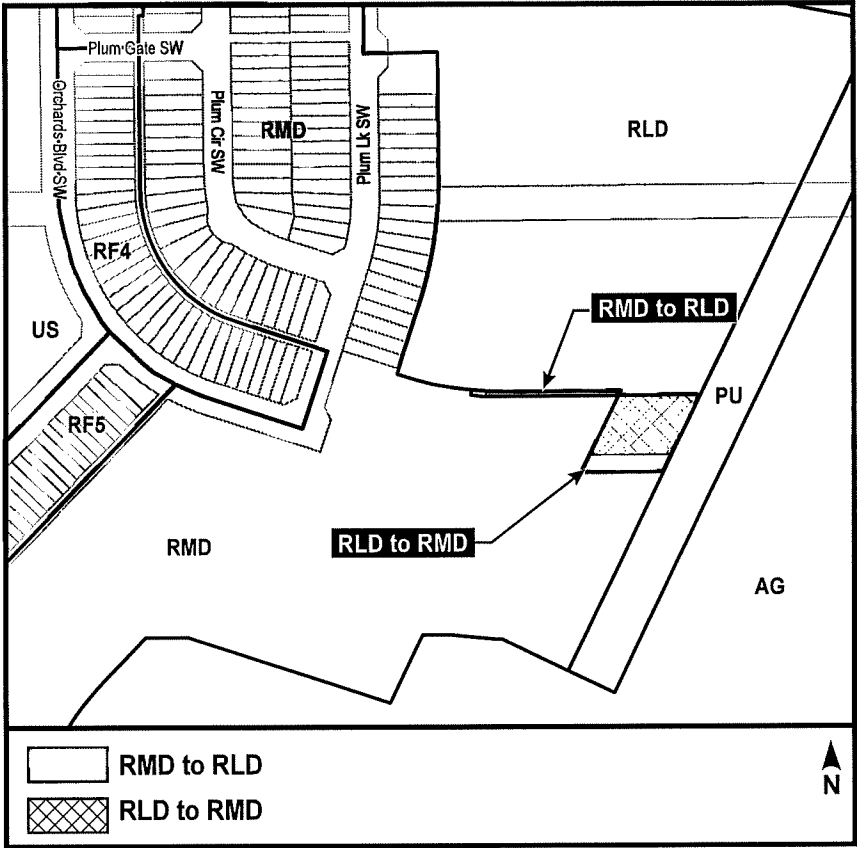 Plum Gate SW
Orchards Blvd SW
Plum Cir SW
RMD
Plum Lk SW
RLD
RF4
RMD to RLD
US
PU
RF5
RLD to RMD
RMD
AG
RMD to RLD
RLD to RMD
N